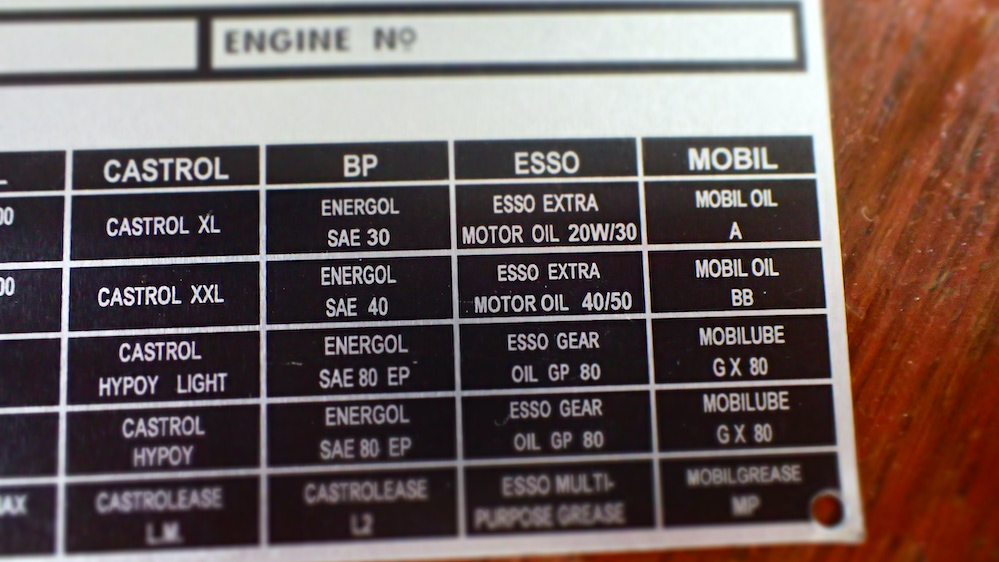 ENGINE Nº
L CASTROL BP ESSO MOBIL
00 CASTROL XL ENERGOL SAE 30 ESSO EXTRA MOTOR OIL 20W/30 MOBIL OIL A
00 CASTROL XXL ENERGOL SAE 40 ESSO EXTRA MOTOR OIL 40/50 MOBIL OIL BB
CASTROL HYPOY LIGHT ENERGOL SAE 80 EP ESSO GEAR OIL GP 80 MOBILUBE G X 80
CASTROL HYPOY ENERGOL SAE 80 EP ESSO GEAR OIL GP 80 MOBILUBE G X 80
AX CASTROLEASE L.M. CASTROLEASE L2 ESSO MULTI-PURPOSE GREASE MOBILGREASE MP